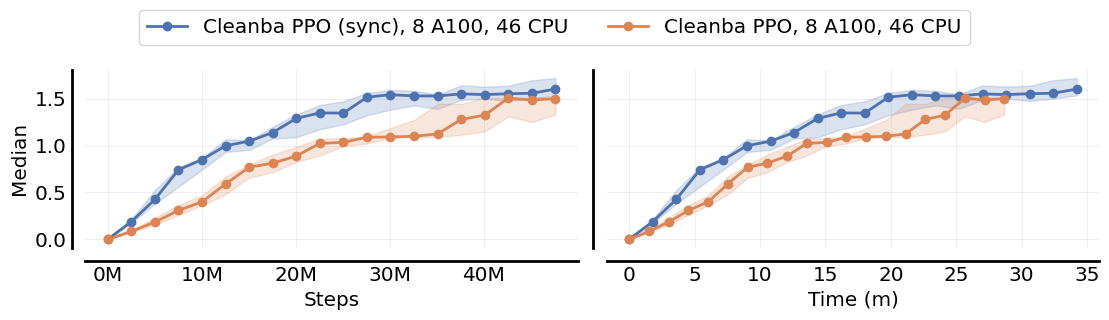 Cleanba PPO (sync), 8 A100, 46 CPU
Cleanba PPO, 8 A100, 46 CPU
Median
1.5
1.0
0.5
0.0
0M 10M 20M 30M 40M
Steps
0 5 10 15 20 25 30 35
Time (m)